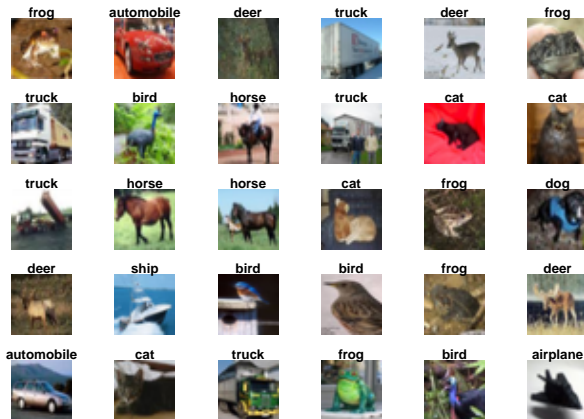 frog automobile deer truck deer frog
truck bird horse truck cat cat
truck horse horse cat frog dog
deer ship bird bird frog deer
automobile cat truck frog bird airplane